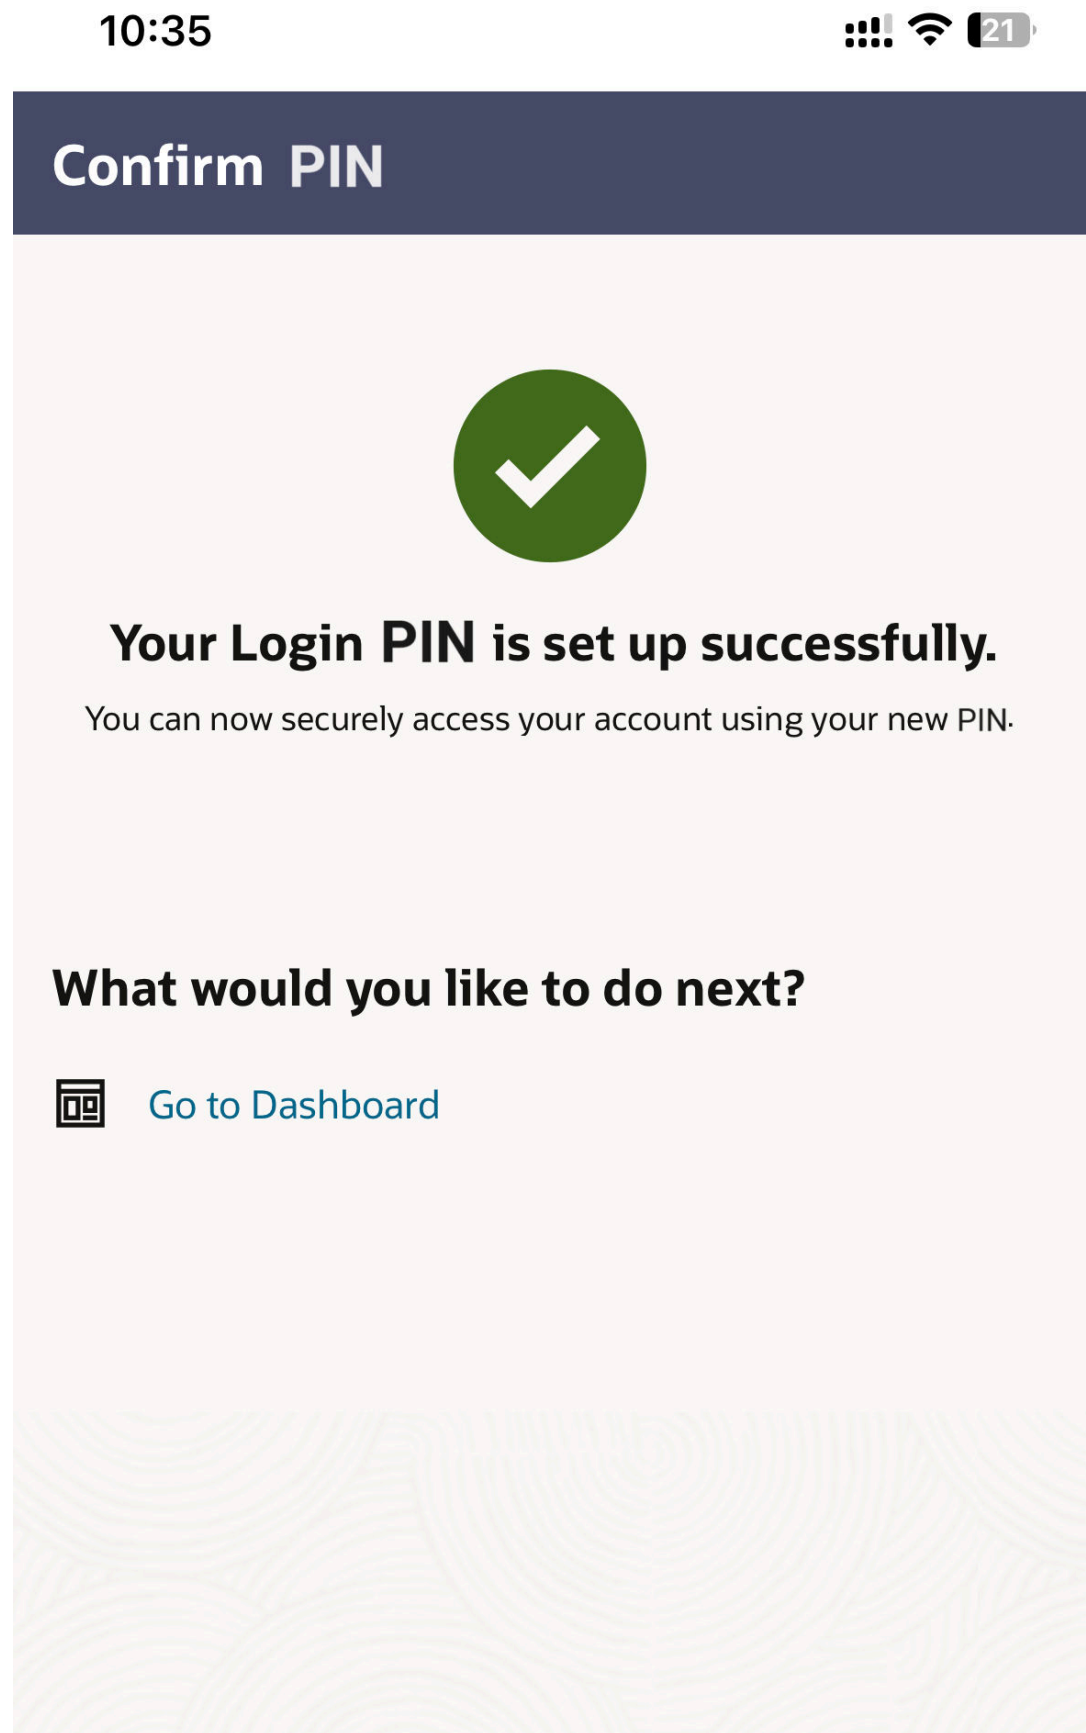 10:35 21
Confirm PIN
Your Login PIN is set up successfully.
You can now securely access your account using your new PIN.
What would you like to do next?
Go to Dashboard